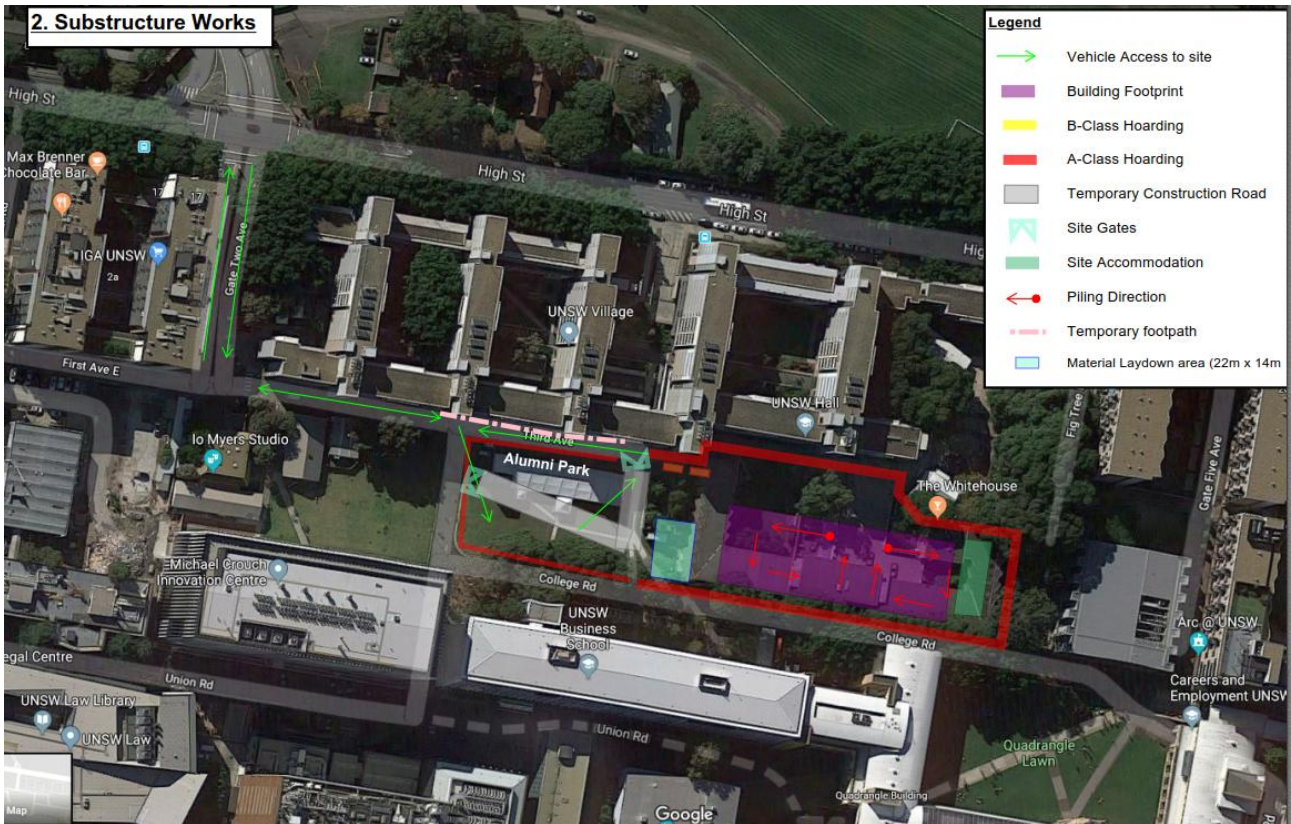 2. Substructure Works
Legend
Vehicle Access to site
Building Footprint
B-Class Hoarding
A-Class Hoarding
Temporary Construction Road
Site Gates
Site Accommodation
Piling Direction
Temporary footpath
Material Laydown area (22m x 14m
High St
Max Brenner
Chocolate Bar
17
17
High St
High St
High
IGA UNSW
2a
Gate Two Ave
UNSW Village
First Ave E
UNSW Hall
Fig Tree
Gate Five Ave
Io Myers Studio
Third Ave
Alumni Park
The Whitehouse
Michael Crouch
Innovation Centre
College Rd
UNSW
Business
School
College Rd
Arc @ UNSW
egal Centre
Union Rd
Careers and
Employment UNSW
UNSW Law Library
UNSW Law
Union Rd
Quadrangle
Lawn
Map
Google
Quadrangle Building
Rd